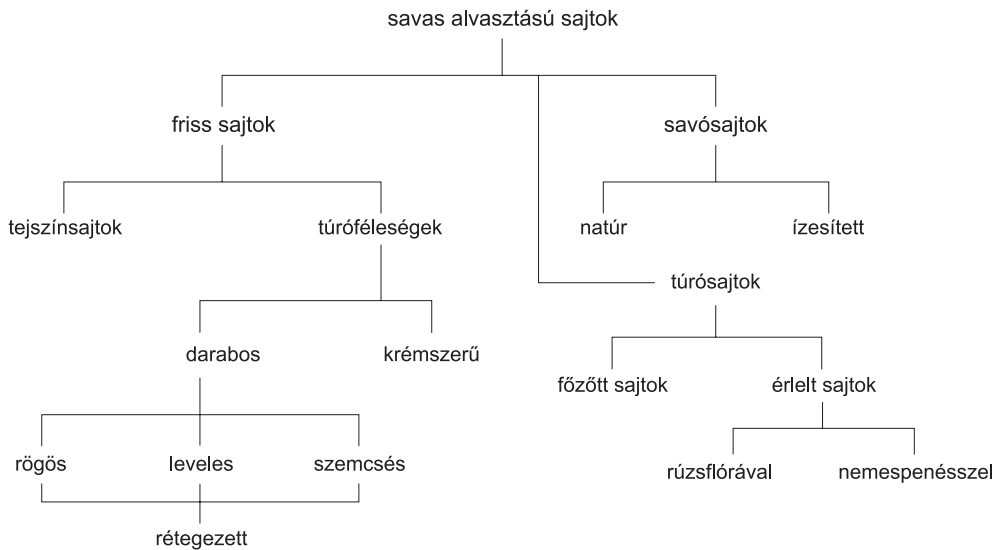 savas alvasztású sajtok
friss sajtok
savósajtok
tejszínsajtok
túróféleségek
natúr
ízesített
túrósajtok
darabos
krémszerű
főzőtt sajtok
érlelt sajtok
rögös
leveles
szemcsés
rúzsflórával
nemespenésszel
rétegezett